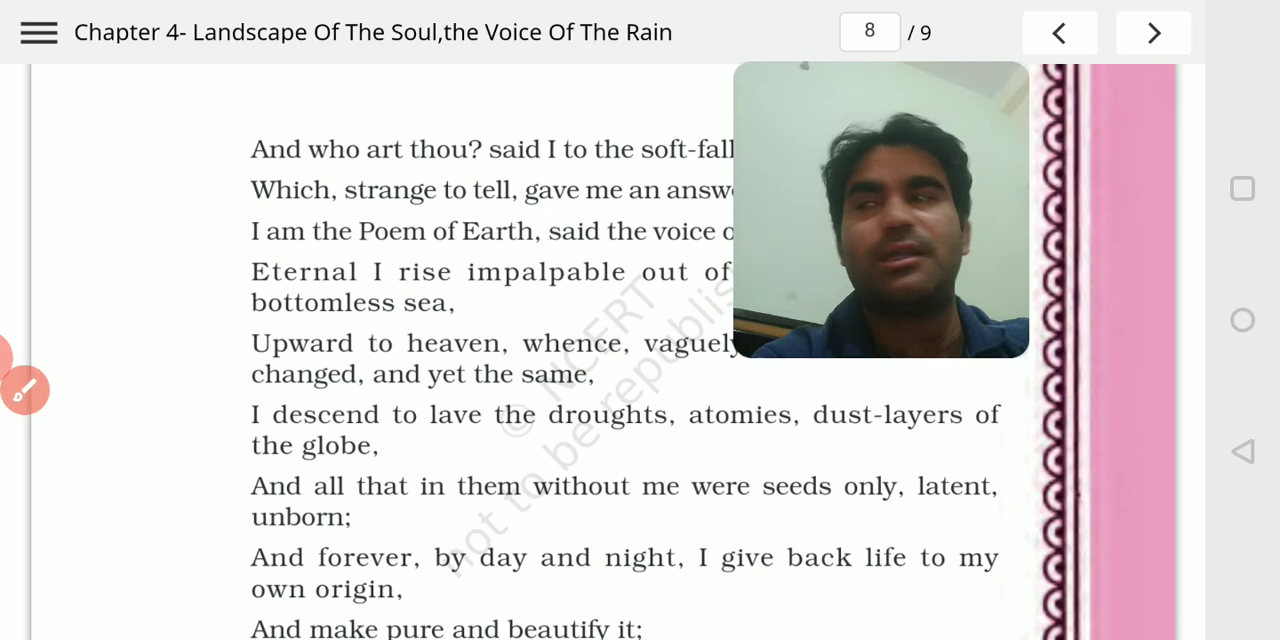 Chapter 4- Landscape Of The Soul,the Voice Of The Rain
8 / 9
And who art thou? said I to the soft-fall
Which, strange to tell, gave me an
I am the Poem of Earth, said the voice
Eternal I rise impalpable out of
bottomless sea,
Upward to heaven, whence, vaguely
changed, and yet the same,
I descend to lave the droughts, atomies, dust-layers of
the globe,
And all that in them without me were seeds only, latent,
unborn;
And forever, by day and night, I give back life to my
own origin,
And make pure and beautify it;
© NCERT
not to be